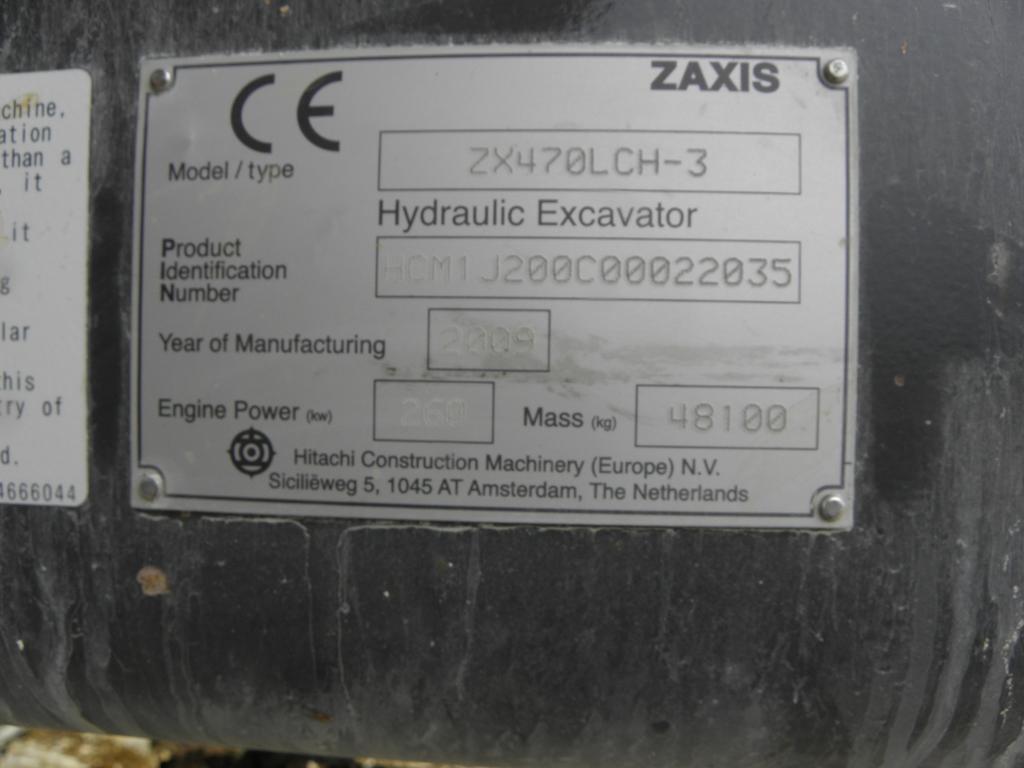 chine,
ation
than a
, it
it
g
lar
this
try of
d.
4666044
CE
ZAXIS
Model / type
ZX470LCH-3
Hydraulic Excavator
Product
Identification
Number
HCM1J200C00022035
Year of Manufacturing
2009
Engine Power (kw)
260
Mass (kg)
48100
Hitachi Construction Machinery (Europe) N.V.
Siciliëweg 5, 1045 AT Amsterdam, The Netherlands